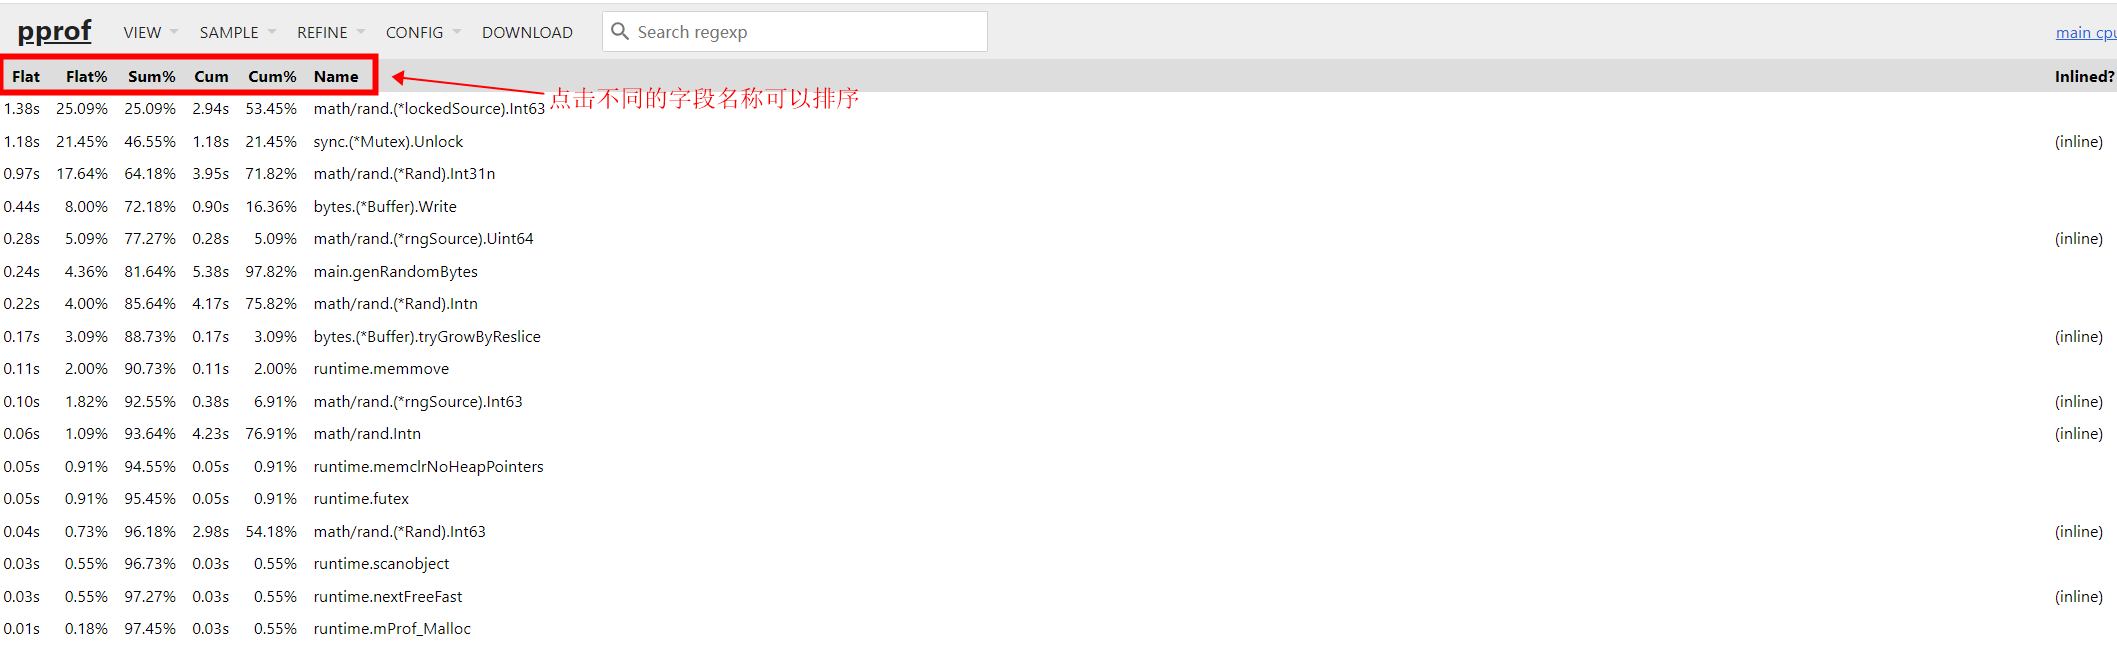 pprof VIEW SAMPLE REFINE CONFIG DOWNLOAD Search regexp main cpu
Flat Flat% Sum% Cum Cum% Name Inlined?
点击不同的字段名称可以排序
1.38s 25.09% 25.09% 2.94s 53.45% math/rand.(*lockedSource).Int63
1.18s 21.45% 46.55% 1.18s 21.45% sync.(*Mutex).Unlock (inline)
0.97s 17.64% 64.18% 3.95s 71.82% math/rand.(*Rand).Int31n
0.44s 8.00% 72.18% 0.90s 16.36% bytes.(*Buffer).Write
0.28s 5.09% 77.27% 0.28s 5.09% math/rand.(*rngSource).Uint64 (inline)
0.24s 4.36% 81.64% 5.38s 97.82% main.genRandomBytes
0.22s 4.00% 85.64% 4.17s 75.82% math/rand.(*Rand).Intn
0.17s 3.09% 88.73% 0.17s 3.09% bytes.(*Buffer).tryGrowByReslice (inline)
0.11s 2.00% 90.73% 0.11s 2.00% runtime.memmove
0.10s 1.82% 92.55% 0.38s 6.91% math/rand.(*rngSource).Int63 (inline)
0.06s 1.09% 93.64% 4.23s 76.91% math/rand.Intn (inline)
0.05s 0.91% 94.55% 0.05s 0.91% runtime.memclrNoHeapPointers
0.05s 0.91% 95.45% 0.05s 0.91% runtime.futex
0.04s 0.73% 96.18% 2.98s 54.18% math/rand.(*Rand).Int63 (inline)
0.03s 0.55% 96.73% 0.03s 0.55% runtime.scanobject
0.03s 0.55% 97.27% 0.03s 0.55% runtime.nextFreeFast (inline)
0.01s 0.18% 97.45% 0.03s 0.55% runtime.mProf_Malloc